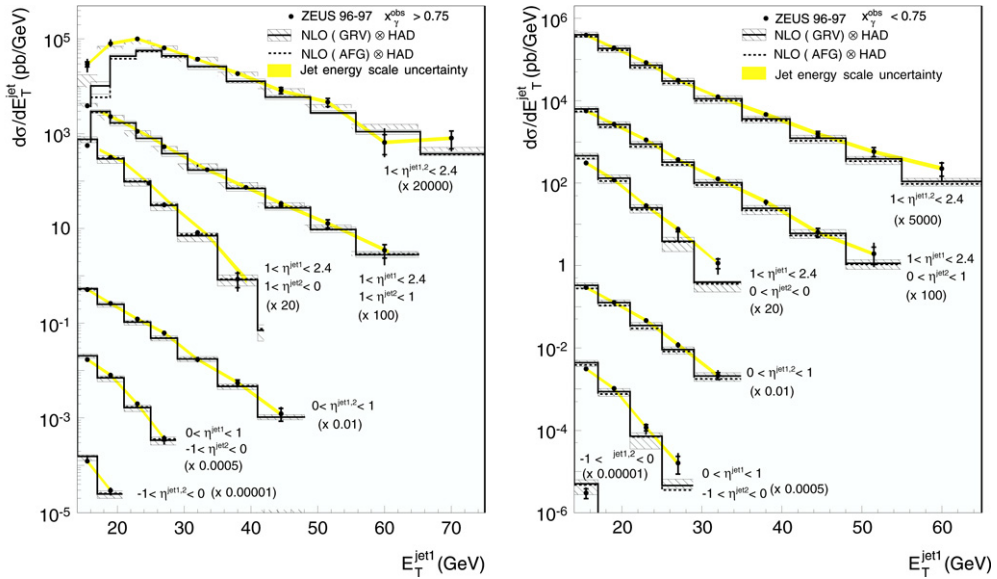 ZEUS 96-97 xγ^obs > 0.75
NLO ( GRV) ⊗ HAD
NLO ( AFG) ⊗ HAD
Jet energy scale uncertainty
dσ/dE_T^jet (pb/GeV)
10^5
10^3
10
10^-1
10^-3
10^-5
1< η^jet1,2 < 2.4
(x 20000)
1< η^jet1 < 2.4
1< η^jet2 < 0
(x 20)
1< η^jet1 < 2.4
1< η^jet2 < 1
(x 100)
0< η^jet1,2 < 1
(x 0.01)
0< η^jet1 < 1
-1< η^jet2 < 0
(x 0.0005)
-1< η^jet1,2 < 0 (x 0.00001)
20 30 40 50 60 70
E_T^jet1 (GeV)
ZEUS 96-97 xγ^obs < 0.75
NLO ( GRV) ⊗ HAD
NLO ( AFG) ⊗ HAD
Jet energy scale uncertainty
dσ/dE_T^jet (pb/GeV)
10^6
10^4
10^2
1
10^-2
10^-4
10^-6
1< η^jet1,2 < 2.4
(x 5000)
1< η^jet1 < 2.4
0< η^jet2 < 1
(x 100)
1< η^jet1 < 2.4
0< η^jet2 < 0
(x 20)
0< η^jet1,2 < 1
(x 0.01)
-1 < ^jet1,2 < 0
(x 0.00001)
0< η^jet1 < 1
-1< η^jet2 < 0 (x 0.0005)
20 30 40 50 60
E_T^jet1 (GeV)